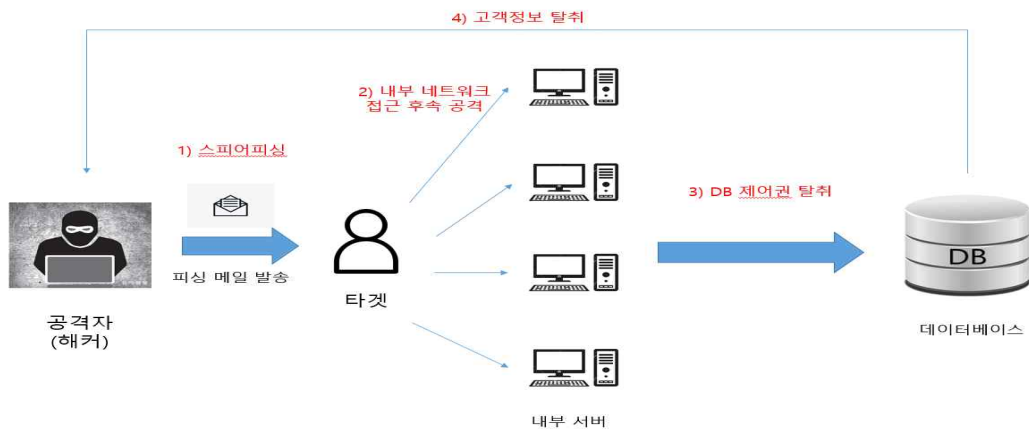 4) 고객정보 탈취
2) 내부 네트워크
접근 후속 공격
1) 스피어피싱
3) DB 제어권 탈취
피싱 메일 발송
DB
타겟
공격자
(해커)
데이터베이스
내부 서버